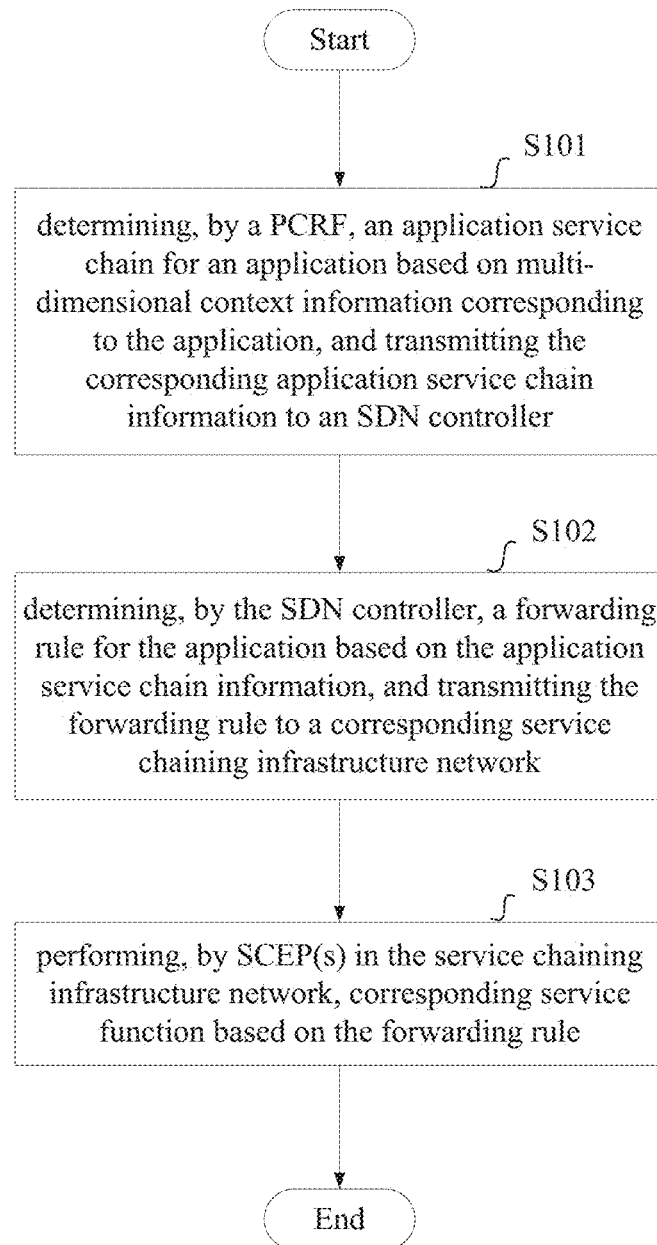 Start
S101
determining, by a PCRF, an application service
chain for an application based on multi-
dimensional context information corresponding
to the application, and transmitting the
corresponding application service chain
information to an SDN controller
S102
determining, by the SDN controller, a forwarding
rule for the application based on the application
service chain information, and transmitting the
forwarding rule to a corresponding service
chaining infrastructure network
S103
performing, by SCEP(s) in the service chaining
infrastructure network, corresponding service
function based on the forwarding rule
End